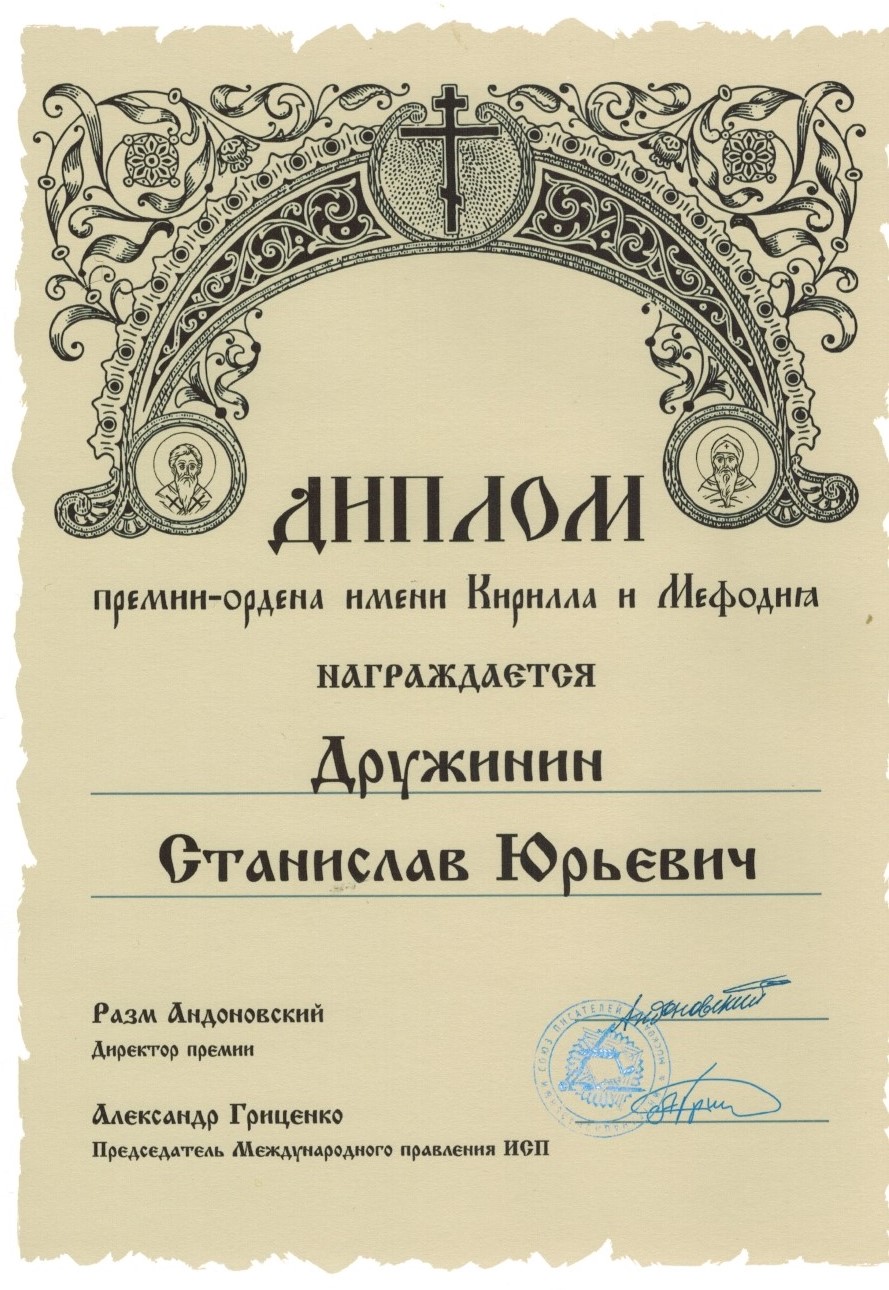 ДИПЛОМ
премии-ордена имени Кирилла и Мефодия
НАГРАЖДАЕТСЯ
Дружинин
Станислав Юрьевич
Разм Андоновский
Директор премии
Андоновский
СОЮЗ ПИСАТЕЛЕЙ
Александр Гриценко
Председатель Международного правления ИСП